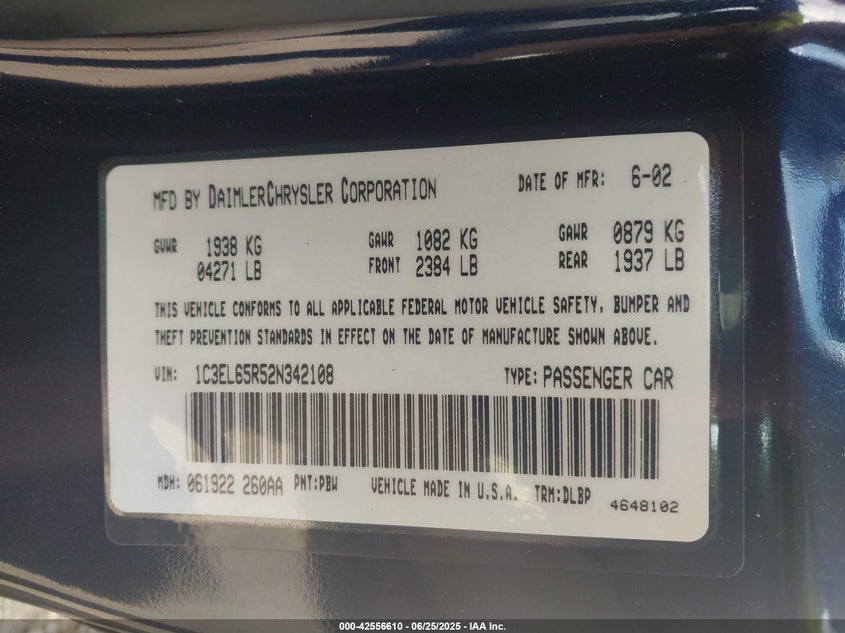 MFD BY DAIMLERCHRYSLER CORPORATION DATE OF MFR: 6-02
GVWR 1938 KG GAWR 1082 KG GAWR 0879 KG
04271 LB FRONT 2384 LB REAR 1937 LB
THIS VEHICLE CONFORMS TO ALL APPLICABLE FEDERAL MOTOR VEHICLE SAFETY, BUMPER AND
THEFT PREVENTION STANDARDS IN EFFECT ON THE DATE OF MANUFACTURE SHOWN ABOVE.
VIN: 1C3EL65R52N342108 TYPE: PASSENGER CAR
MDH: 061922 260AA PNT:PBW VEHICLE MADE IN U.S.A. TRM:DLBP 4648102
000-42556610 - 06/25/2025 - IAA Inc.